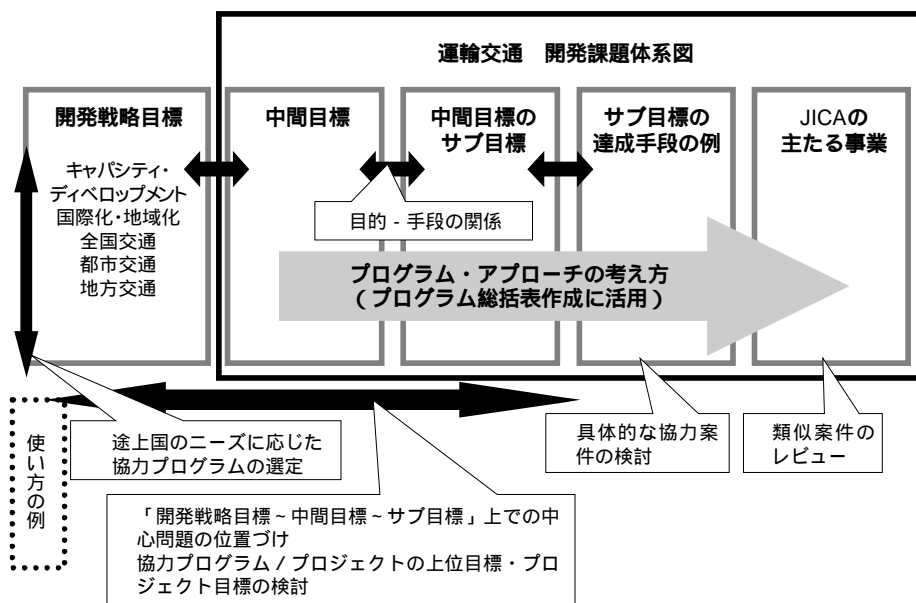 運輸交通　開発課題体系図
開発戦略目標
キャパシティ・
ディベロップメント
国際化・地域化
全国交通
都市交通
地方交通
中間目標
中間目標の
サブ目標
サブ目標の
達成手段の例
JICAの
主たる事業
目的 - 手段の関係
プログラム・アプローチの考え方
（プログラム総括表作成に活用）
使い方の例
途上国のニーズに応じた
協力プログラムの選定
具体的な協力案
件の検討
類似案件の
レビュー
「開発戦略目標～中間目標～サブ目標」上での中
心問題の位置づけ
協力プログラム / プロジェクトの上位目標・プロ
ジェクト目標の検討